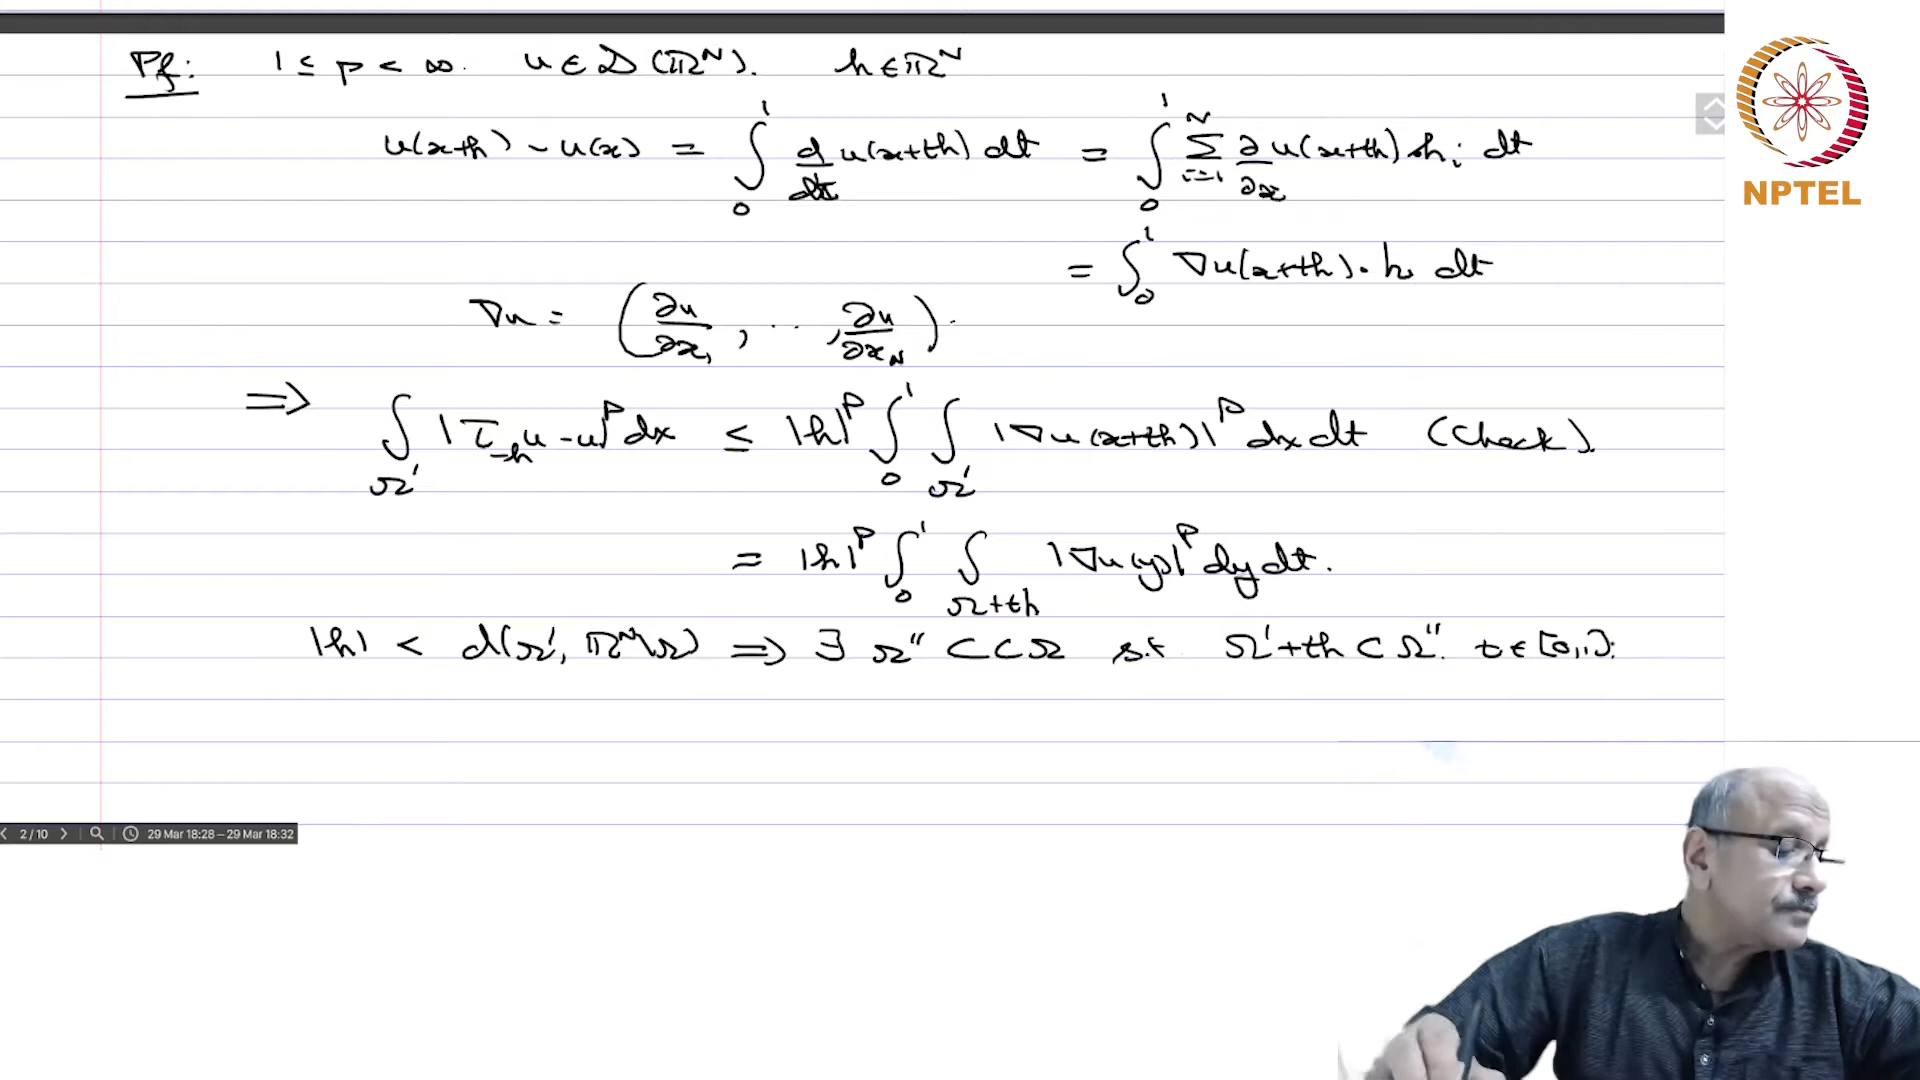 Pf: 1 ≤ p < ∞. u ∈ 𝒟(ℝᴺ). h ∈ ℝᴺ
u(x+h) - u(x) = ∫₀¹ d/dt u(x+th) dt = ∫₀¹ Σᵢ₌₁ᴺ ∂/∂x u(x+th) hᵢ dt
= ∫₀¹ ∇u(x+th)·h dt
∇u = (∂u/∂x₁, ..., ∂u/∂x_N).
⇒ ∫_Ω' |τ_-h u - u|ᵖ dx ≤ |h|ᵖ ∫₀¹ ∫_Ω' |∇u(x+th)|ᵖ dx dt (Check).
= |h|ᵖ ∫₀¹ ∫_Ω+th |∇u(y)|ᵖ dy dt.
|h| < d(Ω', ℝᴺ\Ω) ⇒ ∃ Ω'' ⊂⊂ Ω s.t. Ω'+th ⊂ Ω''. t ∈ [0,1].
NPTEL
2 / 10 29 Mar 18:28 – 29 Mar 18:32